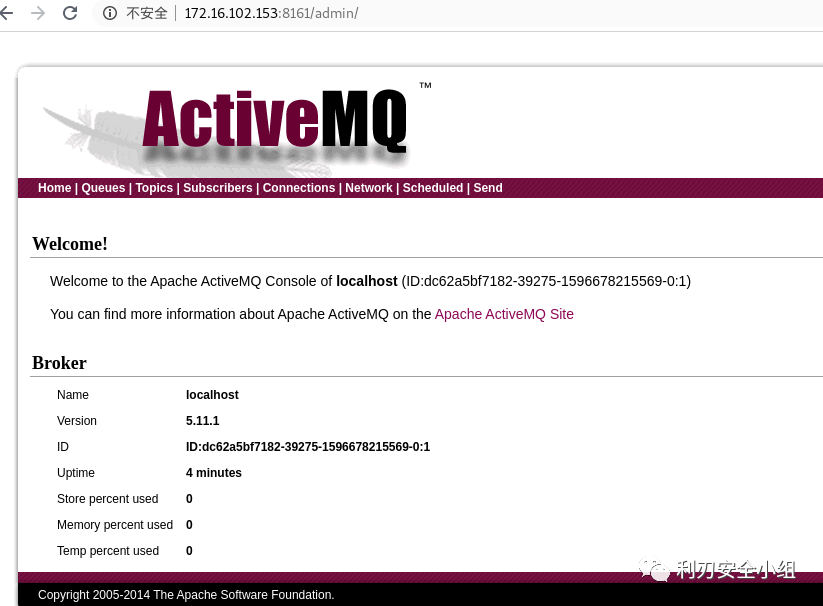 不安全 172.16.102.153:8161/admin/
ActiveMQ™
Home | Queues | Topics | Subscribers | Connections | Network | Scheduled | Send
Welcome!
Welcome to the Apache ActiveMQ Console of localhost (ID:dc62a5bf7182-39275-1596678215569-0:1)
You can find more information about Apache ActiveMQ on the Apache ActiveMQ Site
Broker
Name localhost
Version 5.11.1
ID ID:dc62a5bf7182-39275-1596678215569-0:1
Uptime 4 minutes
Store percent used 0
Memory percent used 0
Temp percent used 0
利刃安全小组
Copyright 2005-2014 The Apache Software Foundation.